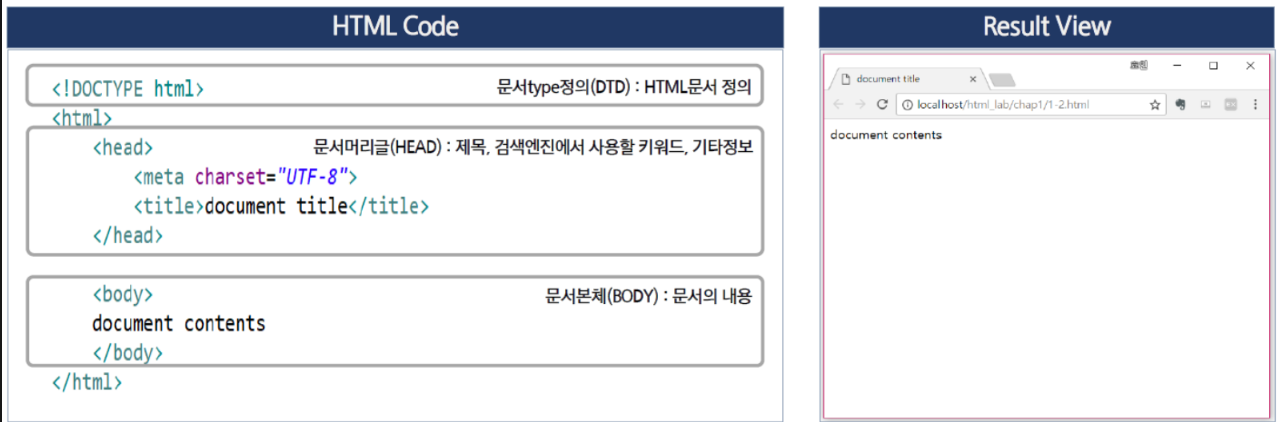 HTML Code
<!DOCTYPE html> 문서type정의(DTD) : HTML문서 정의
<html>
<head> 문서머리글(HEAD) : 제목, 검색엔진에서 사용할 키워드, 기타정보
<meta charset="UTF-8">
<title>document title</title>
</head>
<body> 문서본체(BODY) : 문서의 내용
document contents
</body>
</html>
Result View
document title
localhost/html_lab/chap1/1-2.html
document contents